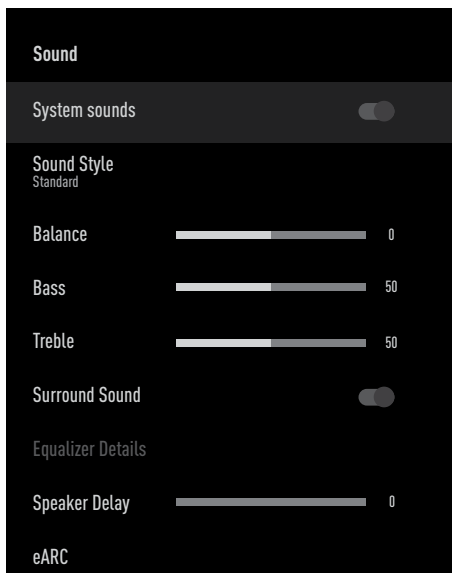 Sound
System sounds
Sound Style
Standard
Balance 0
Bass 50
Treble 50
Surround Sound
Equalizer Details
Speaker Delay 0
eARC